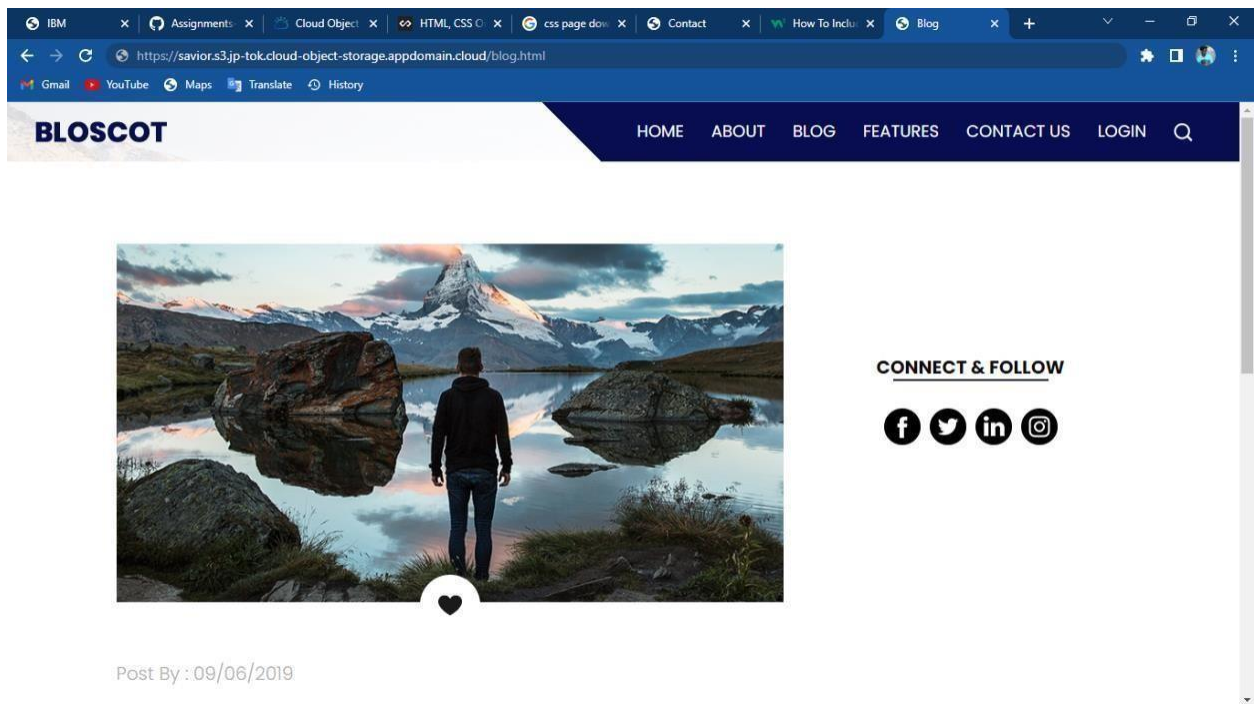 IBM Assignments- Cloud Object HTML, CSS css page dow Contact How To Inclu Blog
https://savior.s3.jp-tok.cloud-object-storage.appdomain.cloud/blog.html
Gmail YouTube Maps Translate History
BLOSCOT HOME ABOUT BLOG FEATURES CONTACT US LOGIN
CONNECT & FOLLOW
Post By : 09/06/2019